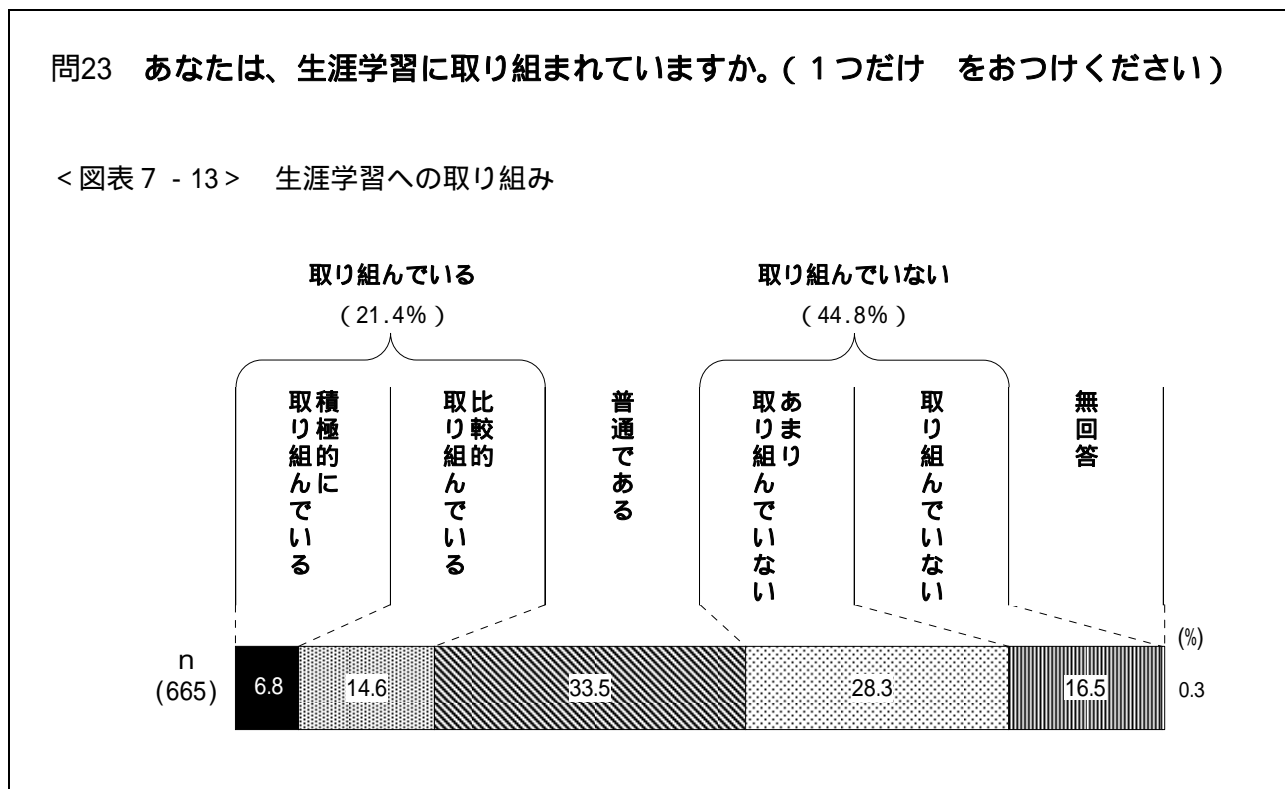 問23　あなたは、生涯学習に取り組まれていますか。（１つだけ　をおつけください）
＜図表７－13＞　生涯学習への取り組み
取り組んでいる
（21.4%）
取り組んでいない
（44.8%）
積極的に
取り組んでいる
比較的
取り組んでいる
普通である
あまり
取り組んでいない
取り組んでいない
無回答
(%)
n
(665)
6.8
14.6
33.5
28.3
16.5
0.3